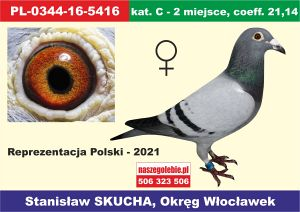 PL-0344-16-5416
kat. C - 2 miejsce, coeff. 21,14
Reprezentacja Polski - 2021
naszegolebie.pl
506 323 506
Stanisław SKUCHA, Okręg Włocławek